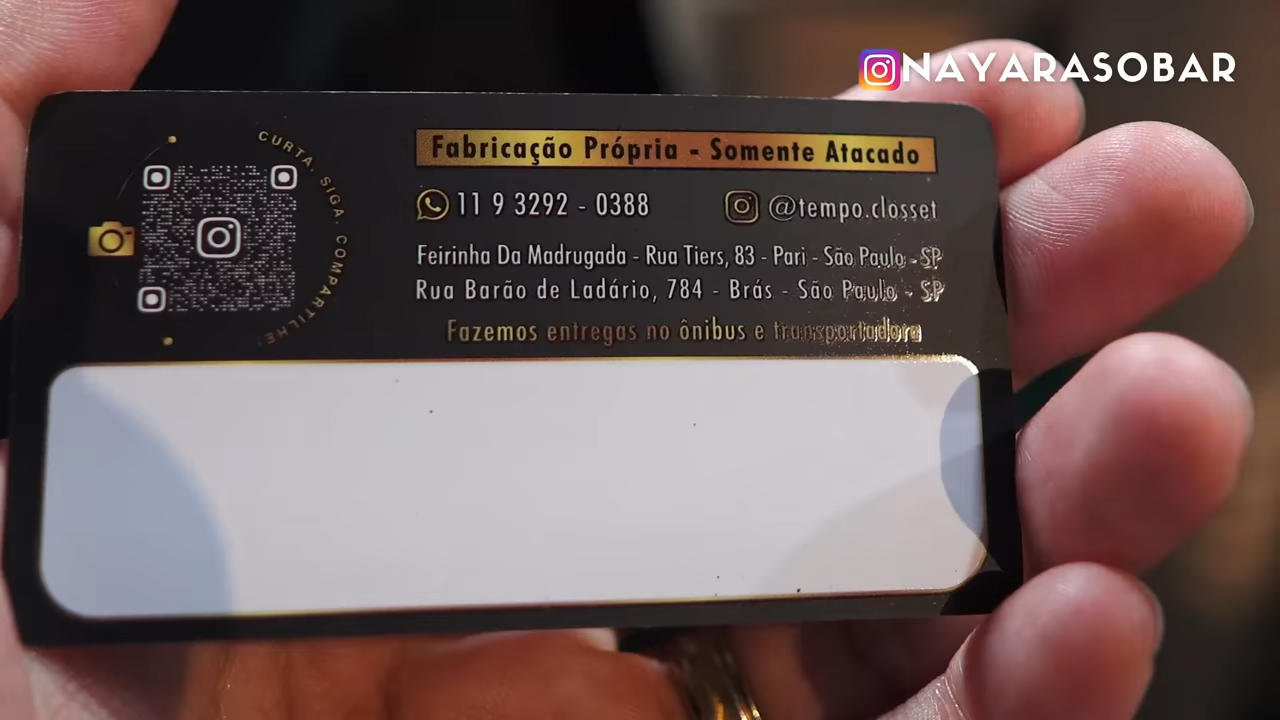 NAYARASOBAR
CURTA, SIGA, COMPARTILHE!
Fabricação Própria - Somente Atacado
11 9 3292 - 0388
@tempo.closset
Feirinha Da Madrugada - Rua Tiers, 83 - Pari - São Paulo - SP
Rua Barão de Ladário, 784 - Brás - São Paulo - SP
Fazemos entregas no ônibus e transportadora